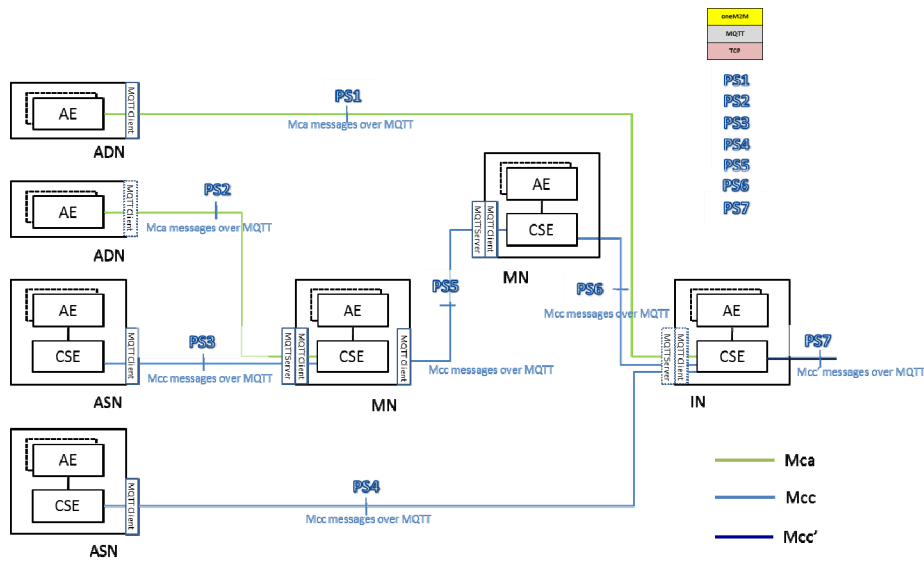 oneM2M
MQTT
TCP
PS1
PS2
PS3
PS4
PS5
PS6
PS7
AE
MQTT Client
ADN
PS1
Mca messages over MQTT
AE
MQTT Client
ADN
PS2
Mca messages over MQTT
AE
CSE
MQTT Client
ASN
PS3
Mcc messages over MQTT
MQTT Server
MQTT Client
AE
CSE
MQTT Client
MN
PS5
Mcc messages over MQTT
AE
MQTT Server
MQTT Client
CSE
MN
PS6
Mcc messages over MQTT
AE
MQTT Server
MQTT Client
CSE
IN
PS7
Mcc' messages over MQTT
AE
CSE
MQTT Client
ASN
PS4
Mcc messages over MQTT
Mca
Mcc
Mcc’